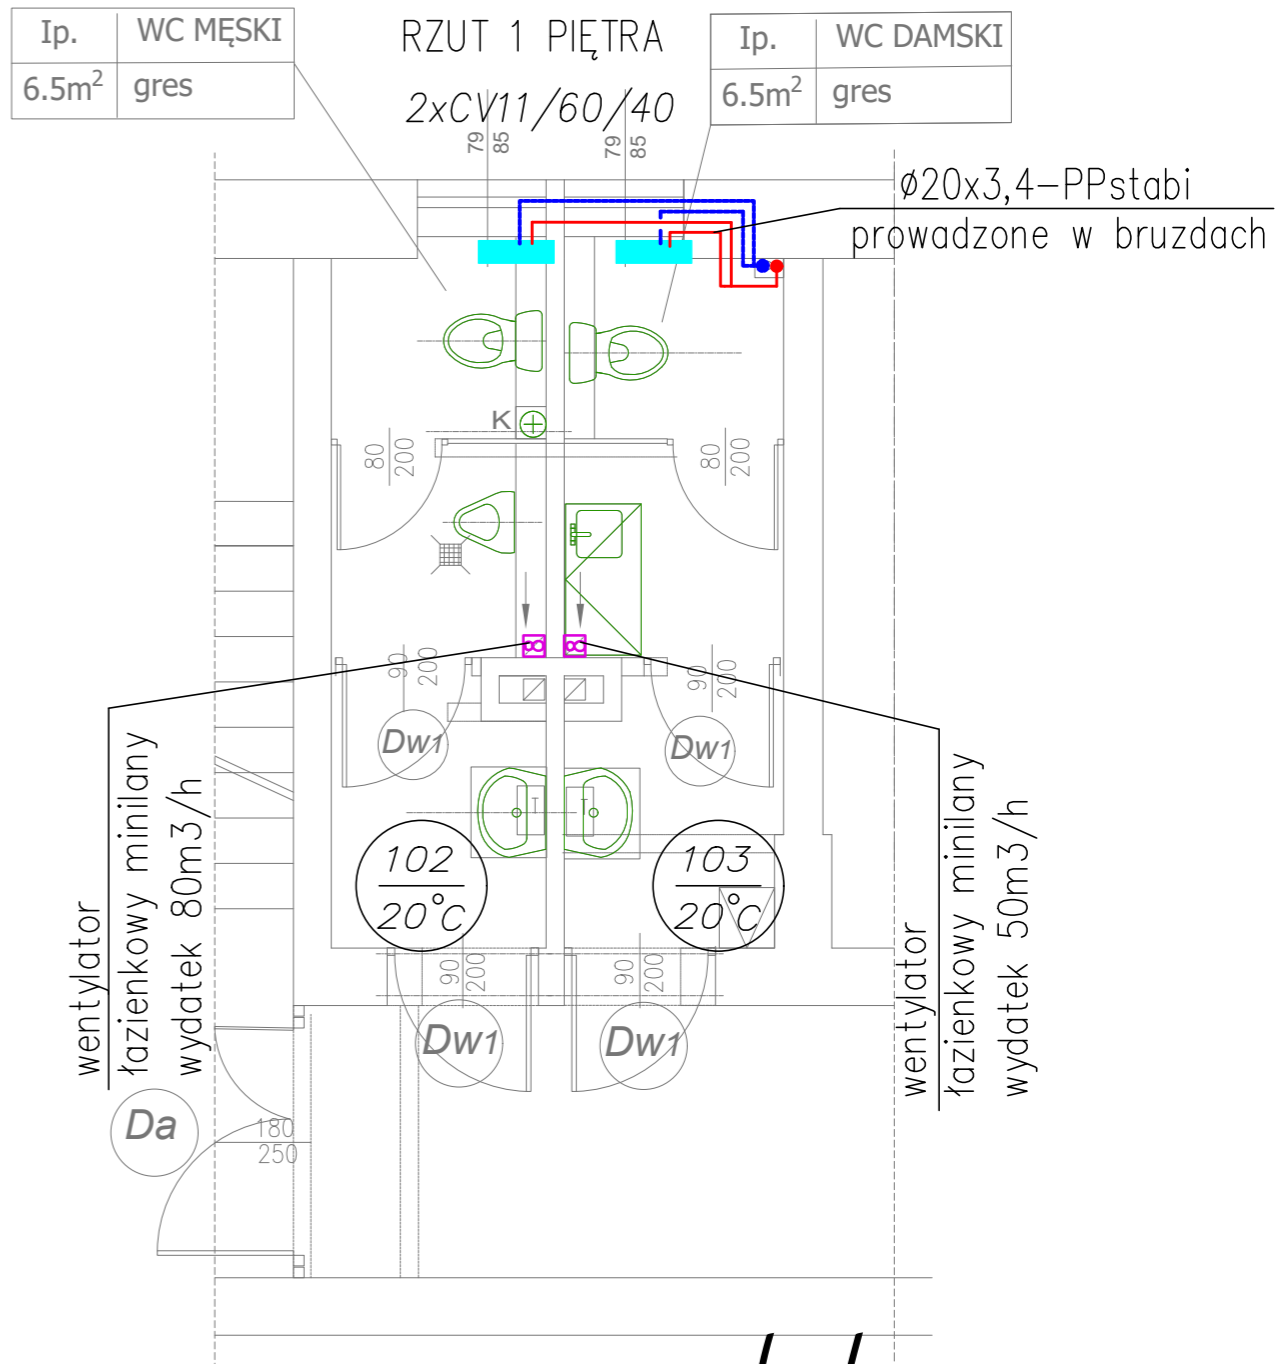 Ip. WC MĘSKI
6.5m² gres
RZUT 1 PIĘTRA
2xCV11/60/40
Ip. WC DAMSKI
6.5m² gres
79
85
79
85
ø20x3,4-PPstabi
prowadzone w bruzdach
K
80
200
80
200
90
200
90
200
Dw1
Dw1
T
T
102
20°C
103
20°C
wentylator
łazienkowy minilany
wydatek 80m3/h
wentylator
łazienkowy minilany
wydatek 50m3/h
90
200
90
200
Dw1
Dw1
Da
180
250